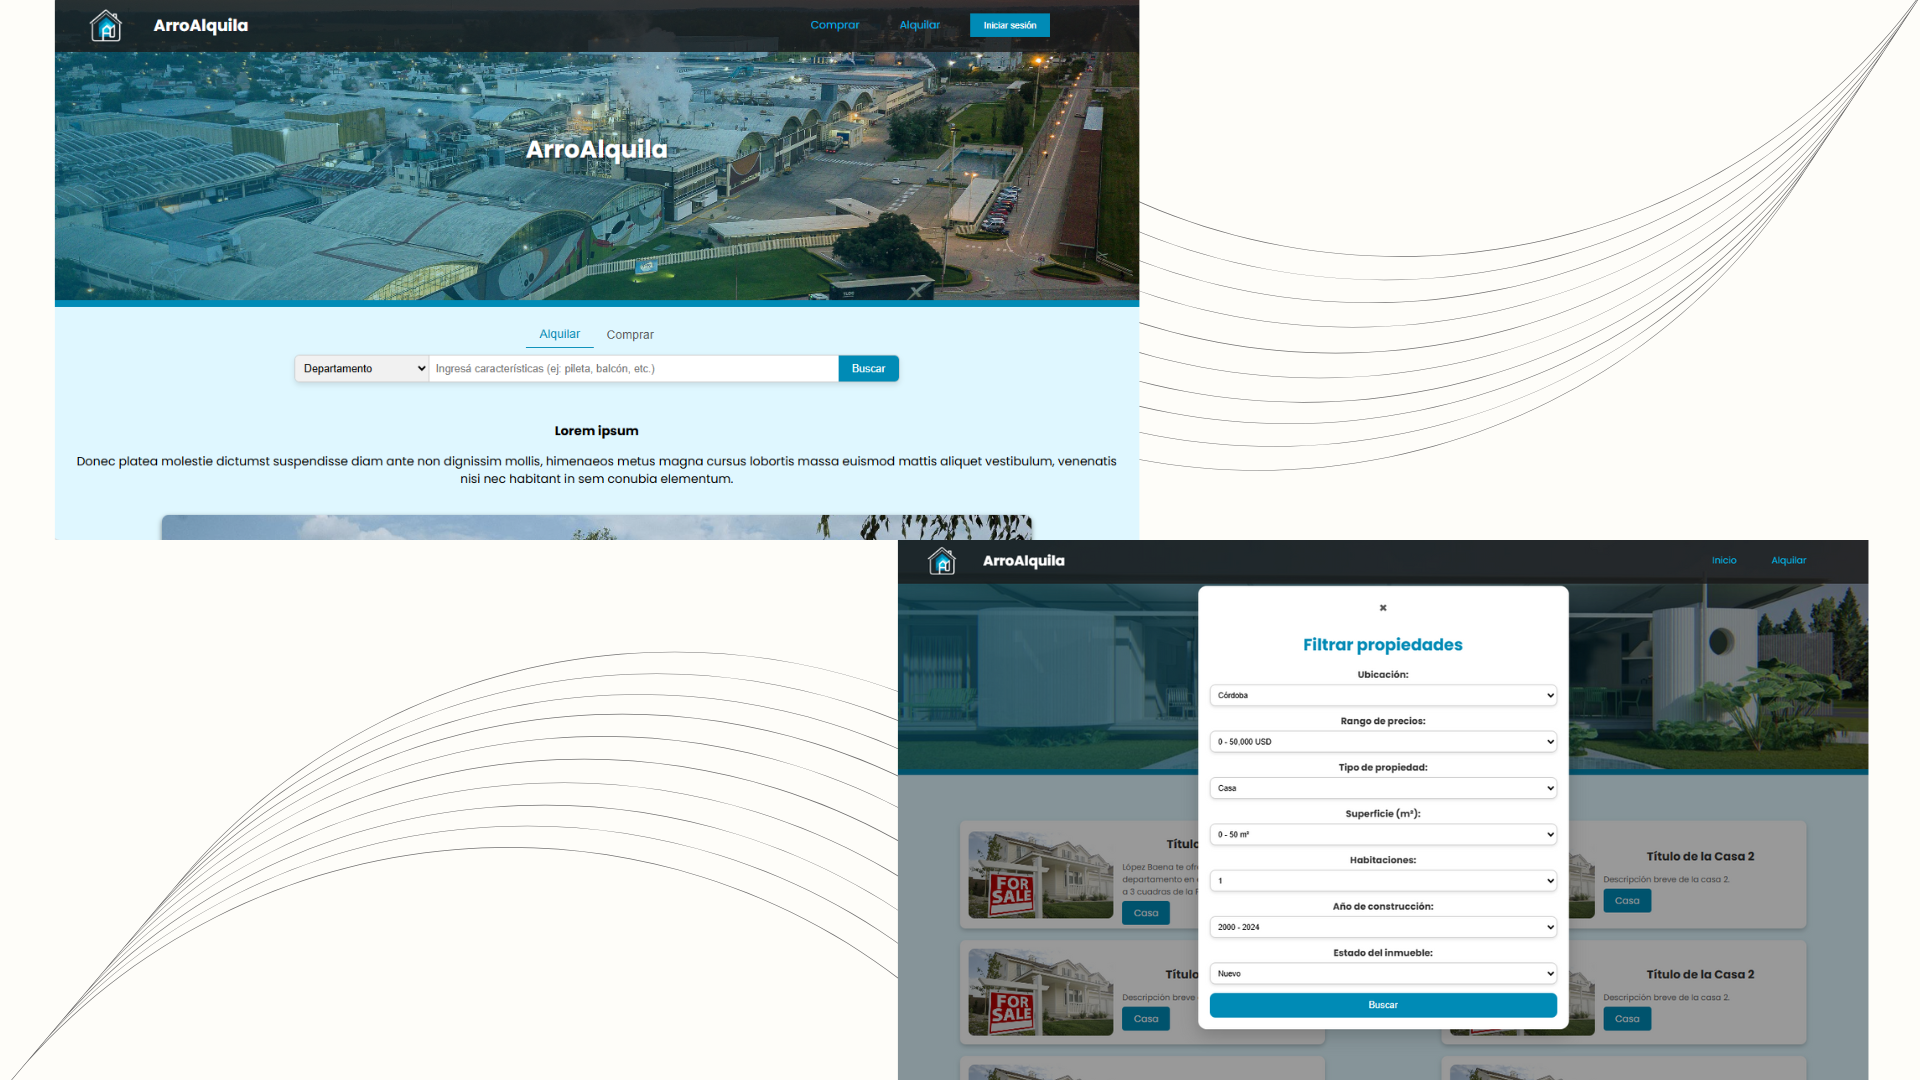 ArroAlquila
Comprar
Alquilar
Iniciar sesión
ArroAlquila
Alquilar
Comprar
Departamento
Ingresá características (ej: pileta, balcón, etc.)
Buscar
Lorem ipsum
Donec platea molestie dictumst suspendisse diam ante non dignissim mollis, himenaeos metus magna cursus lobortis massa euismod mattis aliquet vestibulum, venenatis
nisi nec habitant in sem conubia elementum.
ArroAlquila
Inicio
Alquilar
×
Filtrar propiedades
Ubicación:
Córdoba
Rango de precios:
0 - 50,000 USD
Tipo de propiedad:
Casa
Superficie (m²):
0 - 50 m²
Habitaciones:
1
Año de construcción:
2000 - 2024
Estado del inmueble:
Nuevo
Buscar
FOR
SALE
Título
López Baena te ofre
departamento en
a 3 cuadras de la
Casa
Título de la Casa 2
Descripción breve de la casa 2.
Casa
FOR
SALE
Título
Descripción breve
Casa
Título de la Casa 2
Descripción breve de la casa 2.
Casa